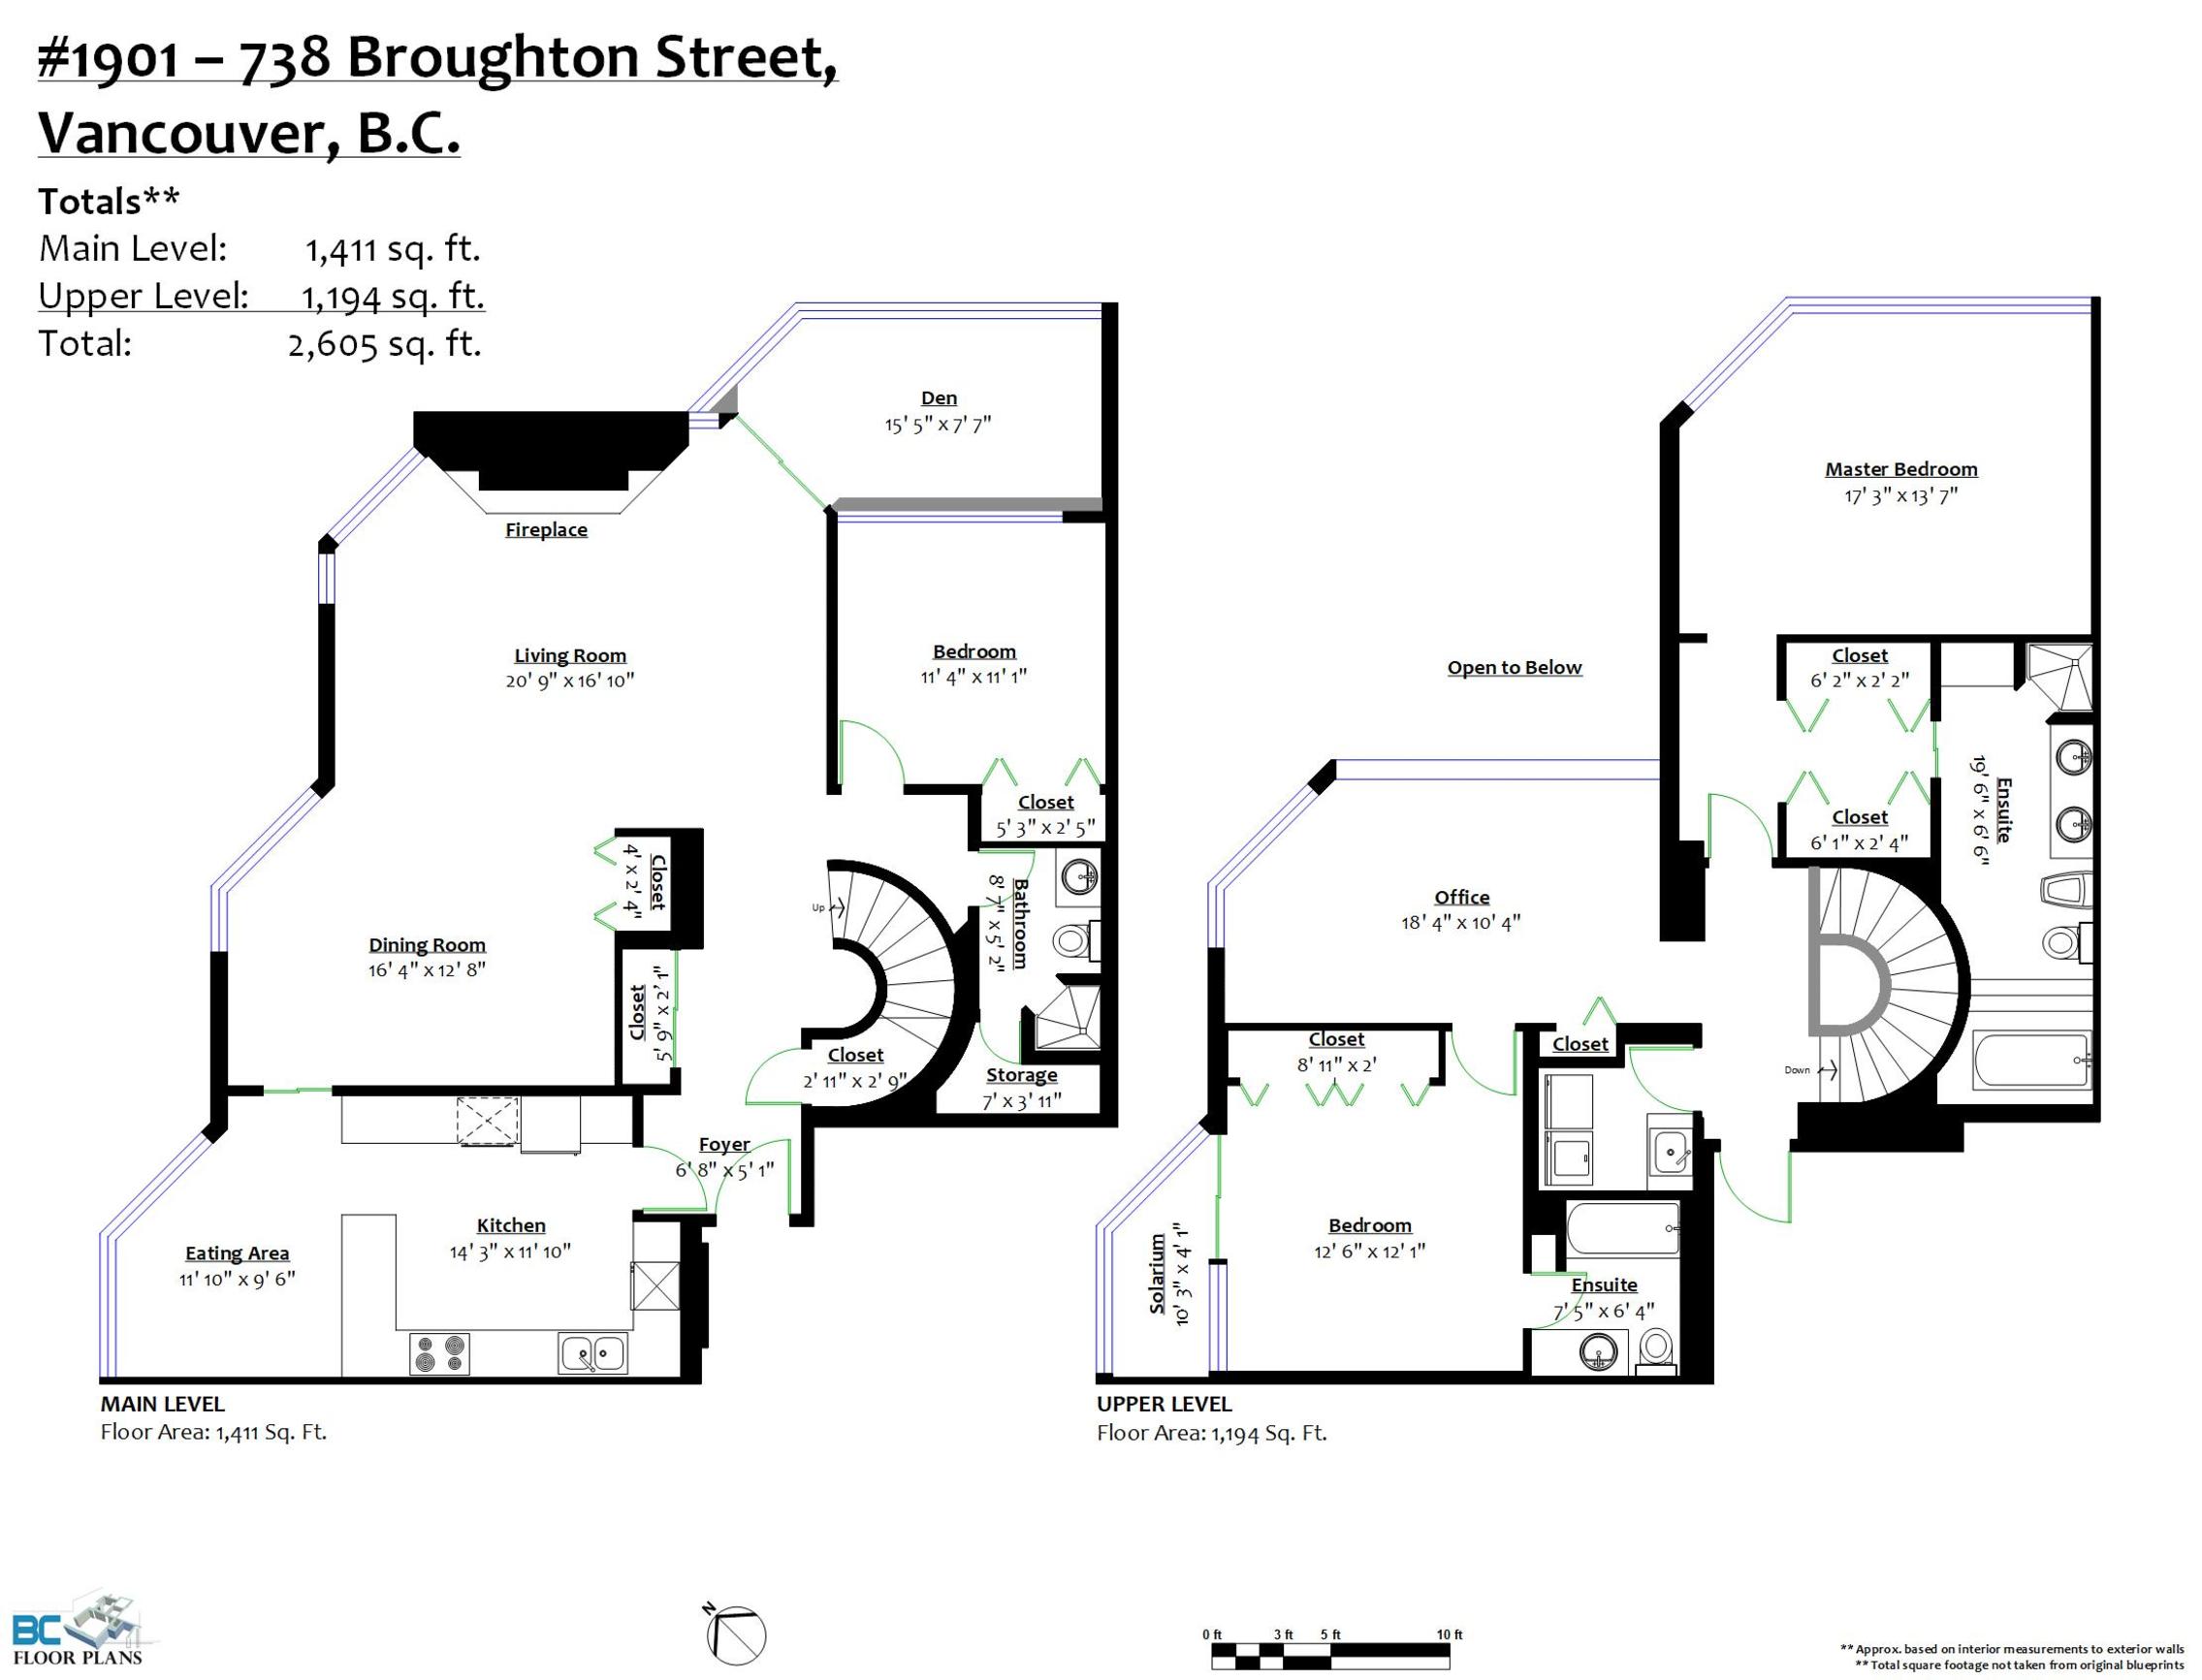 #1901 – 738 Broughton Street,
Vancouver, B.C.
Totals**
Main Level: 1,411 sq. ft.
Upper Level: 1,194 sq. ft.
Total: 2,605 sq. ft.
Den
15' 5" x 7' 7"
Fireplace
Living Room
20' 9" x 16' 10"
Bedroom
11' 4" x 11' 1"
Closet
5' 3" x 2' 5"
Closet
4' x 2' 4"
Up
Bathroom
8' 7" x 5' 2"
Dining Room
16' 4" x 12' 8"
Closet
5' 9" x 2' 1"
Closet
2' 11" x 2' 9"
Storage
7' x 3' 11"
Foyer
6' 8" x 5' 1"
Kitchen
14' 3" x 11' 10"
Eating Area
11' 10" x 9' 6"
MAIN LEVEL
Floor Area: 1,411 Sq. Ft.
Master Bedroom
17' 3" x 13' 7"
Open to Below
Closet
6' 2" x 2' 2"
Closet
6' 1" x 2' 4"
Ensuite
19' 6" x 6' 6"
Office
18' 4" x 10' 4"
Closet
8' 11" x 2'
Closet
Down
Solarium
10' 3" x 4' 1"
Bedroom
12' 6" x 12' 1"
Ensuite
7' 5" x 6' 4"
UPPER LEVEL
Floor Area: 1,194 Sq. Ft.
BC
FLOOR PLANS
N
0 ft 3 ft 5 ft 10 ft
** Approx. based on interior measurements to exterior walls
** Total square footage not taken from original blueprints